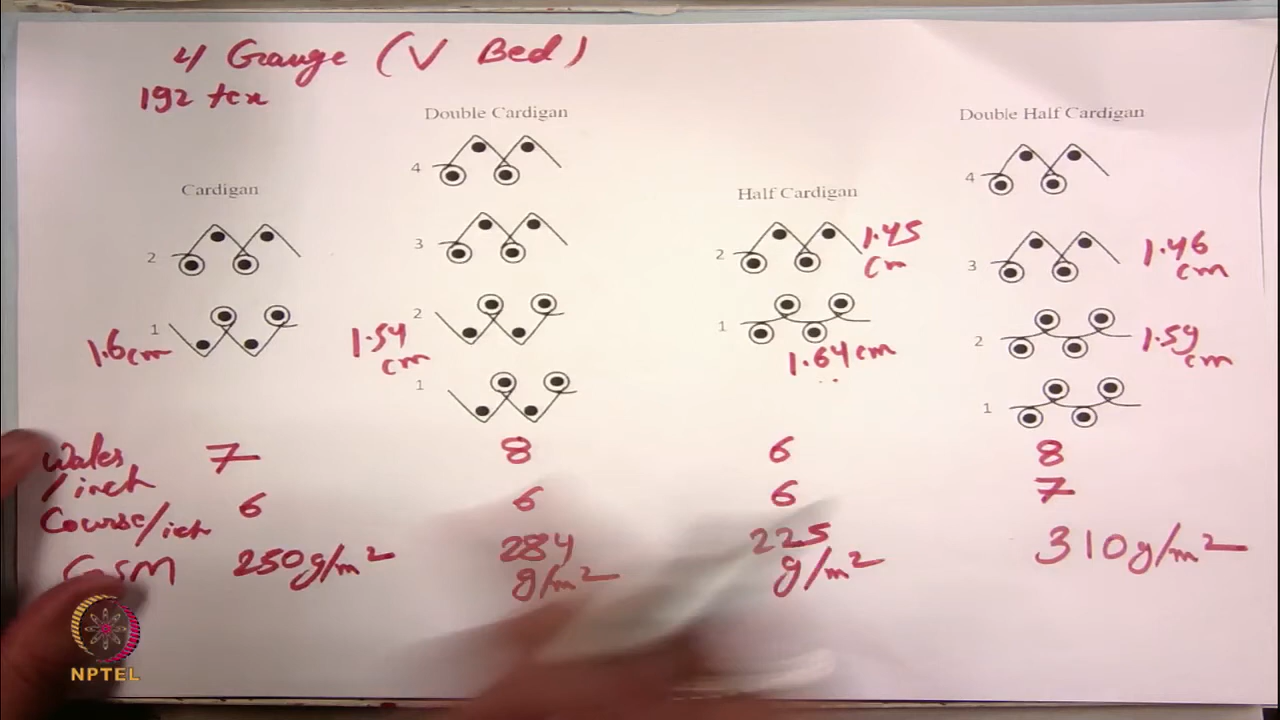 4 Gauge (V Bed)
192 tex
Double Cardigan
Double Half Cardigan
4
4
Cardigan
Half Cardigan
2
3
2
1.45 cm
3
1.46 cm
1
1.6cm
2
1.54 cm
1
1.64cm
2
1.59 cm
1
1
Wales /inch 7 8 6 8
Course/ich 6 6 6 7
GSM 250g/m² 284 g/m² 225 g/m² 310g/m²
NPTEL